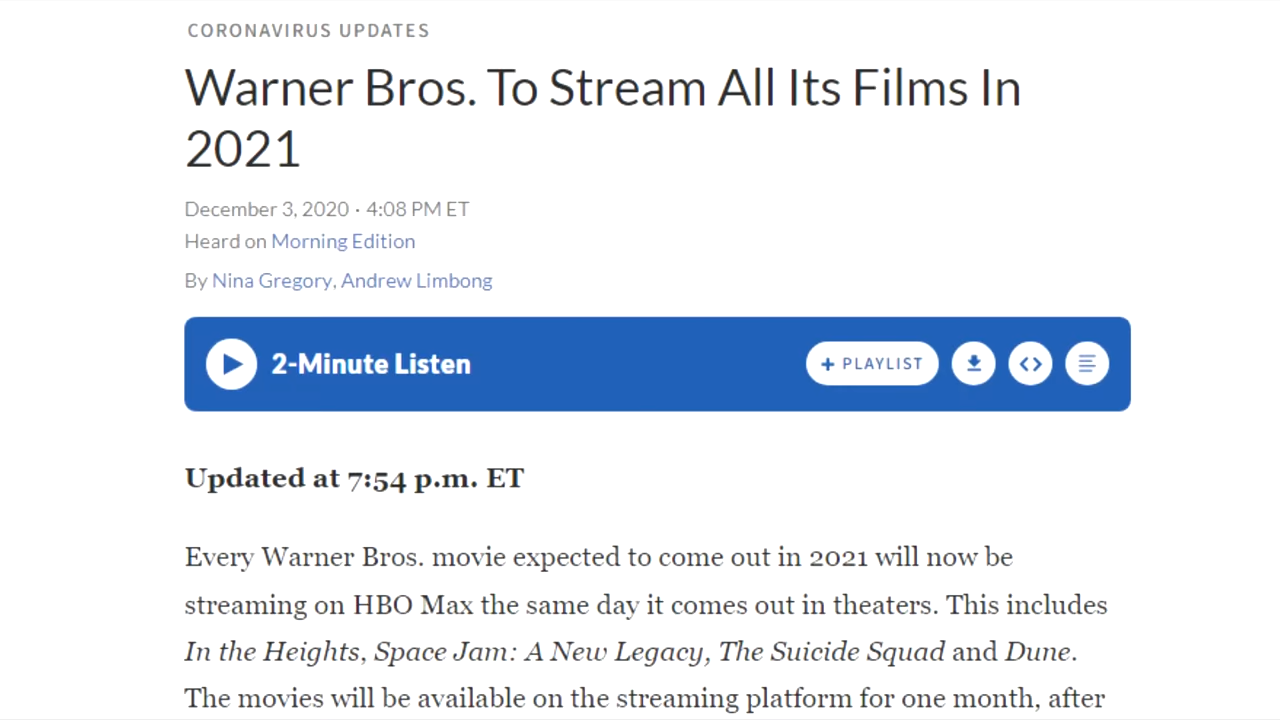 CORONAVIRUS UPDATES
Warner Bros. To Stream All Its Films In
2021
December 3, 2020 · 4:08 PM ET
Heard on Morning Edition
By Nina Gregory, Andrew Limbong
2-Minute Listen
+ PLAYLIST
Updated at 7:54 p.m. ET
Every Warner Bros. movie expected to come out in 2021 will now be
streaming on HBO Max the same day it comes out in theaters. This includes
In the Heights, Space Jam: A New Legacy, The Suicide Squad and Dune.
The movies will be available on the streaming platform for one month, after